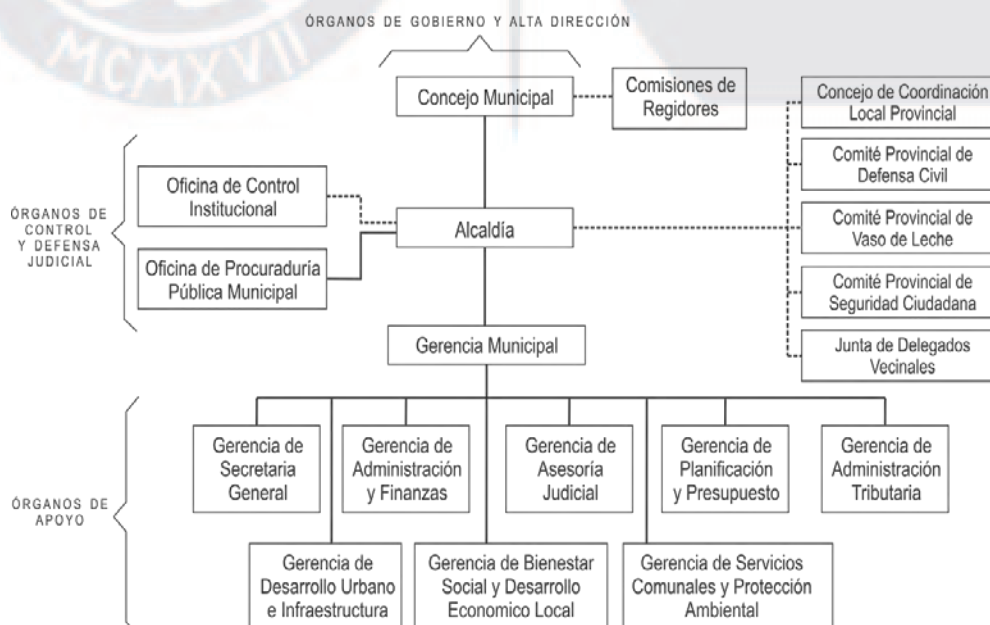 ÓRGANOS DE GOBIERNO Y ALTA DIRECCIÓN
MCMXVII
Concejo Municipal
Comisiones de
Regidores
Concejo de Coordinación
Local Provincial
Comité Provincial de
Defensa Civil
Comité Provincial de
Vaso de Leche
Comité Provincial de
Seguridad Ciudadana
Junta de Delegados
Vecinales
ÓRGANOS DE
CONTROL
Y DEFENSA
JUDICIAL
Oficina de Control
Institucional
Oficina de Procuraduría
Pública Municipal
Alcaldía
Gerencia Municipal
ÓRGANOS DE
APOYO
Gerencia de
Secretaria
General
Gerencia de
Administración
y Finanzas
Gerencia de
Asesoría
Judicial
Gerencia de
Planificación
y Presupuesto
Gerencia de
Administración
Tributaria
Gerencia de
Desarrollo Urbano
e Infraestructura
Gerencia de Bienestar
Social y Desarrollo
Economico Local
Gerencia de Servicios
Comunales y Protección
Ambiental